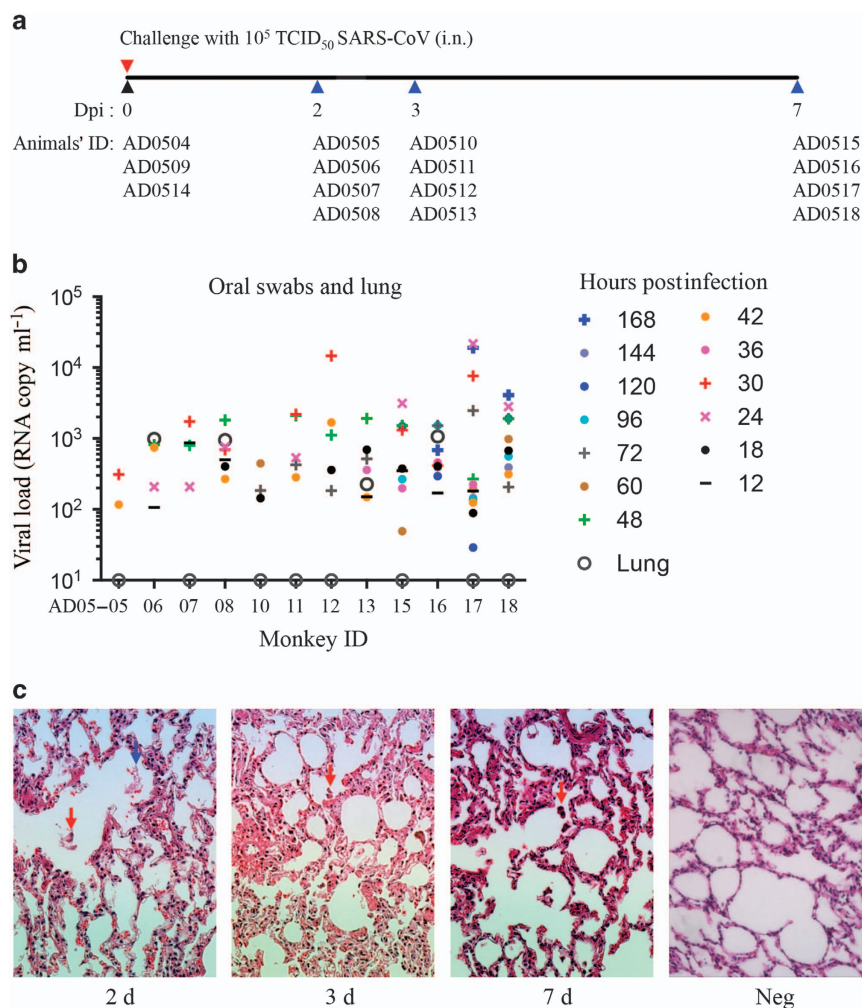 a
Challenge with 10⁵ TCID₅₀ SARS-CoV (i.n.)
Dpi : 0 2 3 7
Animals' ID: AD0504 AD0505 AD0510 AD0515
AD0509 AD0506 AD0511 AD0516
AD0514 AD0507 AD0512 AD0517
AD0508 AD0513 AD0518
b
Oral swabs and lung
Viral load (RNA copy ml⁻¹)
10⁵
10⁴
10³
10²
10¹
AD05–05 06 07 08 10 11 12 13 15 16 17 18
Monkey ID
Hours postinfection
168 42
144 36
120 30
96 24
72 18
60 12
48
Lung
c
2 d 3 d 7 d Neg